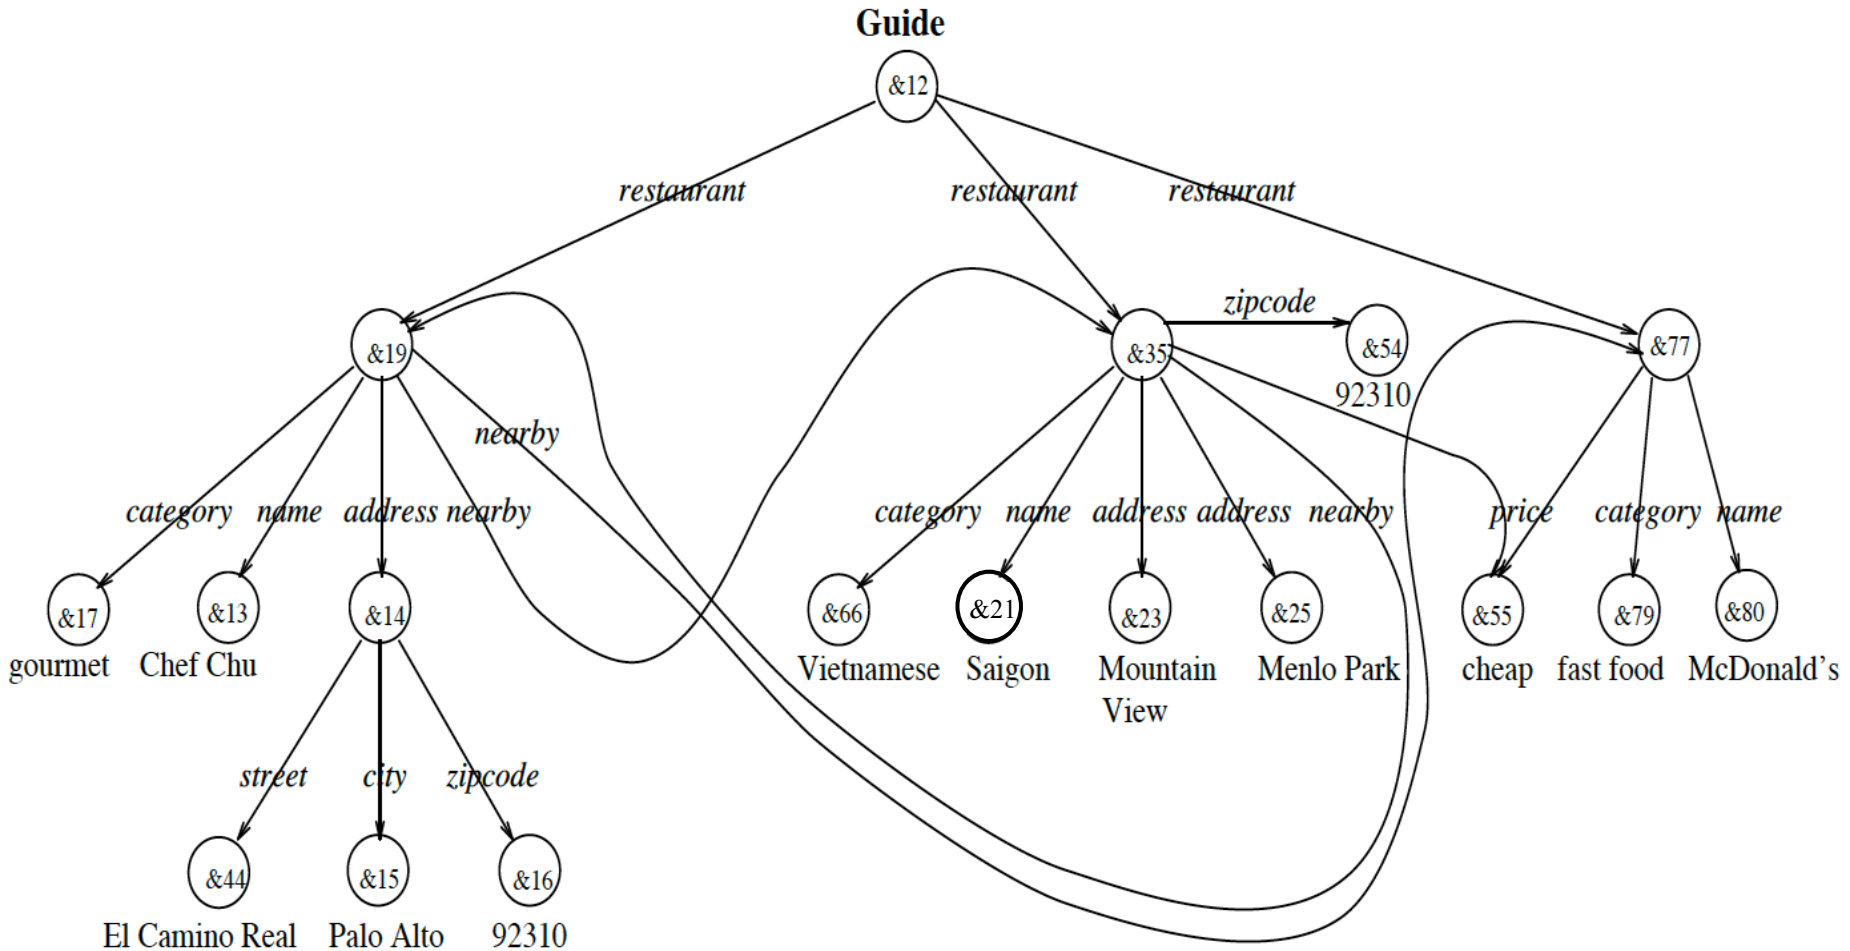 Guide
&12
restaurant restaurant restaurant
zipcode
&19 &35 &54 &77
92310
nearby
category name address nearby category name address address nearby price category name
&17 &13 &14 &66 &21 &23 &25 &55 &79 &80
gourmet Chef Chu Vietnamese Saigon Mountain Menlo Park cheap fast food McDonald's
View
street city zipcode
&44 &15 &16
El Camino Real Palo Alto 92310